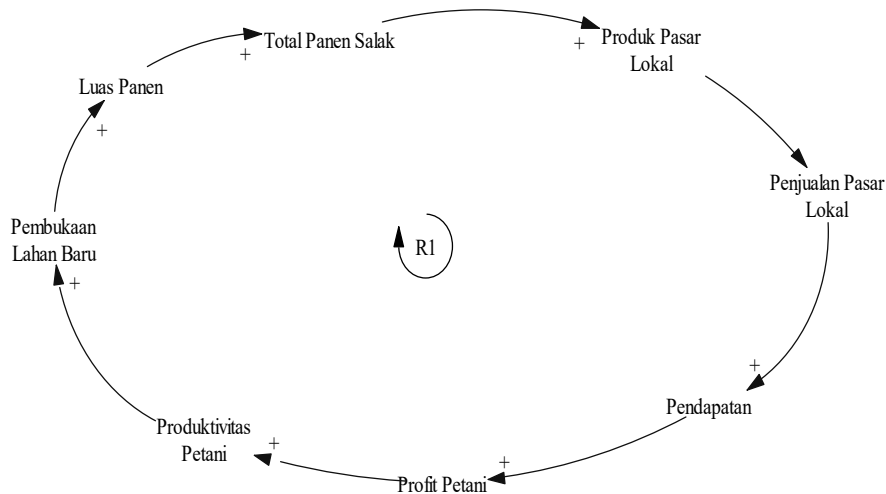 Total Panen Salak
+
Produk Pasar
Lokal
+
Luas Panen
+
Penjualan Pasar
Lokal
Pembukaan
Lahan Baru
+
R1
+
Pendapatan
+
Produktivitas
Petani
+
Profit Petani
+